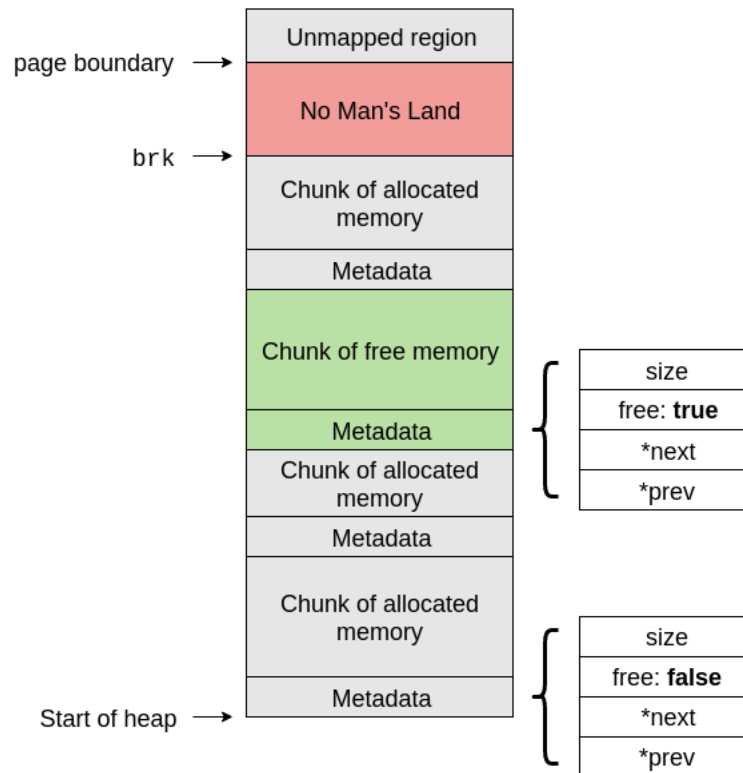 Unmapped region
page boundary
No Man's Land
brk
Chunk of allocated
memory
Metadata
Chunk of free memory
Metadata
size
free: true
*next
*prev
Chunk of allocated
memory
Metadata
Chunk of allocated
memory
Metadata
Start of heap
size
free: false
*next
*prev